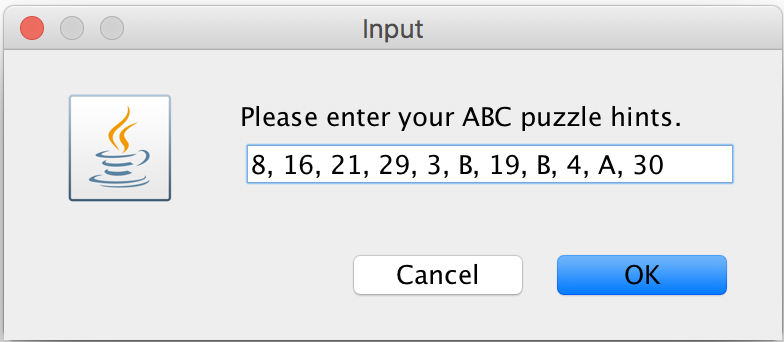 Input
Please enter your ABC puzzle hints.
8, 16, 21, 29, 3, B, 19, B, 4, A, 30
Cancel
OK